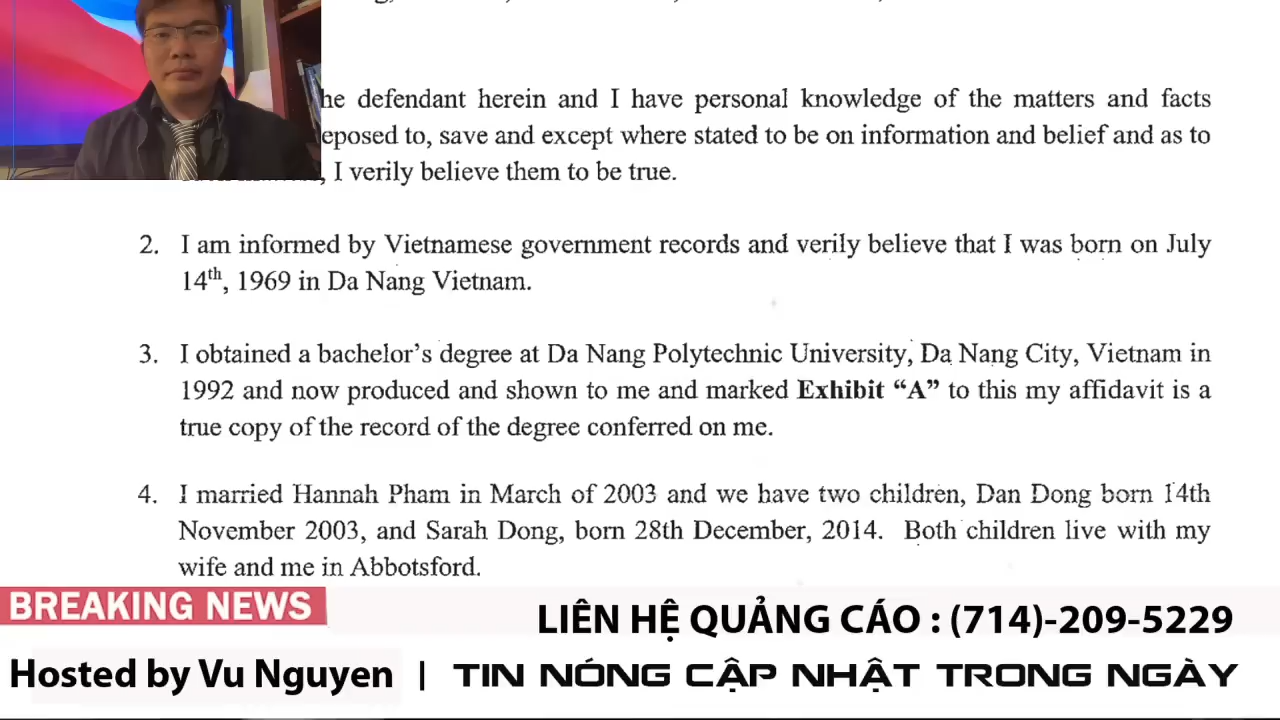 he defendant herein and I have personal knowledge of the matters and facts
eposed to, save and except where stated to be on information and belief and as to
I verily believe them to be true.
2. I am informed by Vietnamese government records and verily believe that I was born on July
14th, 1969 in Da Nang Vietnam.
3. I obtained a bachelor's degree at Da Nang Polytechnic University, Da Nang City, Vietnam in
1992 and now produced and shown to me and marked Exhibit “A” to this my affidavit is a
true copy of the record of the degree conferred on me.
4. I married Hannah Pham in March of 2003 and we have two children, Dan Dong born 14th
November 2003, and Sarah Dong, born 28th December, 2014. Both children live with my
wife and me in Abbotsford.
BREAKING NEWS
LIÊN HỆ QUẢNG CÁO : (714)-209-5229
Hosted by Vu Nguyen | TIN NÓNG CẬP NHẬT TRONG NGÀY